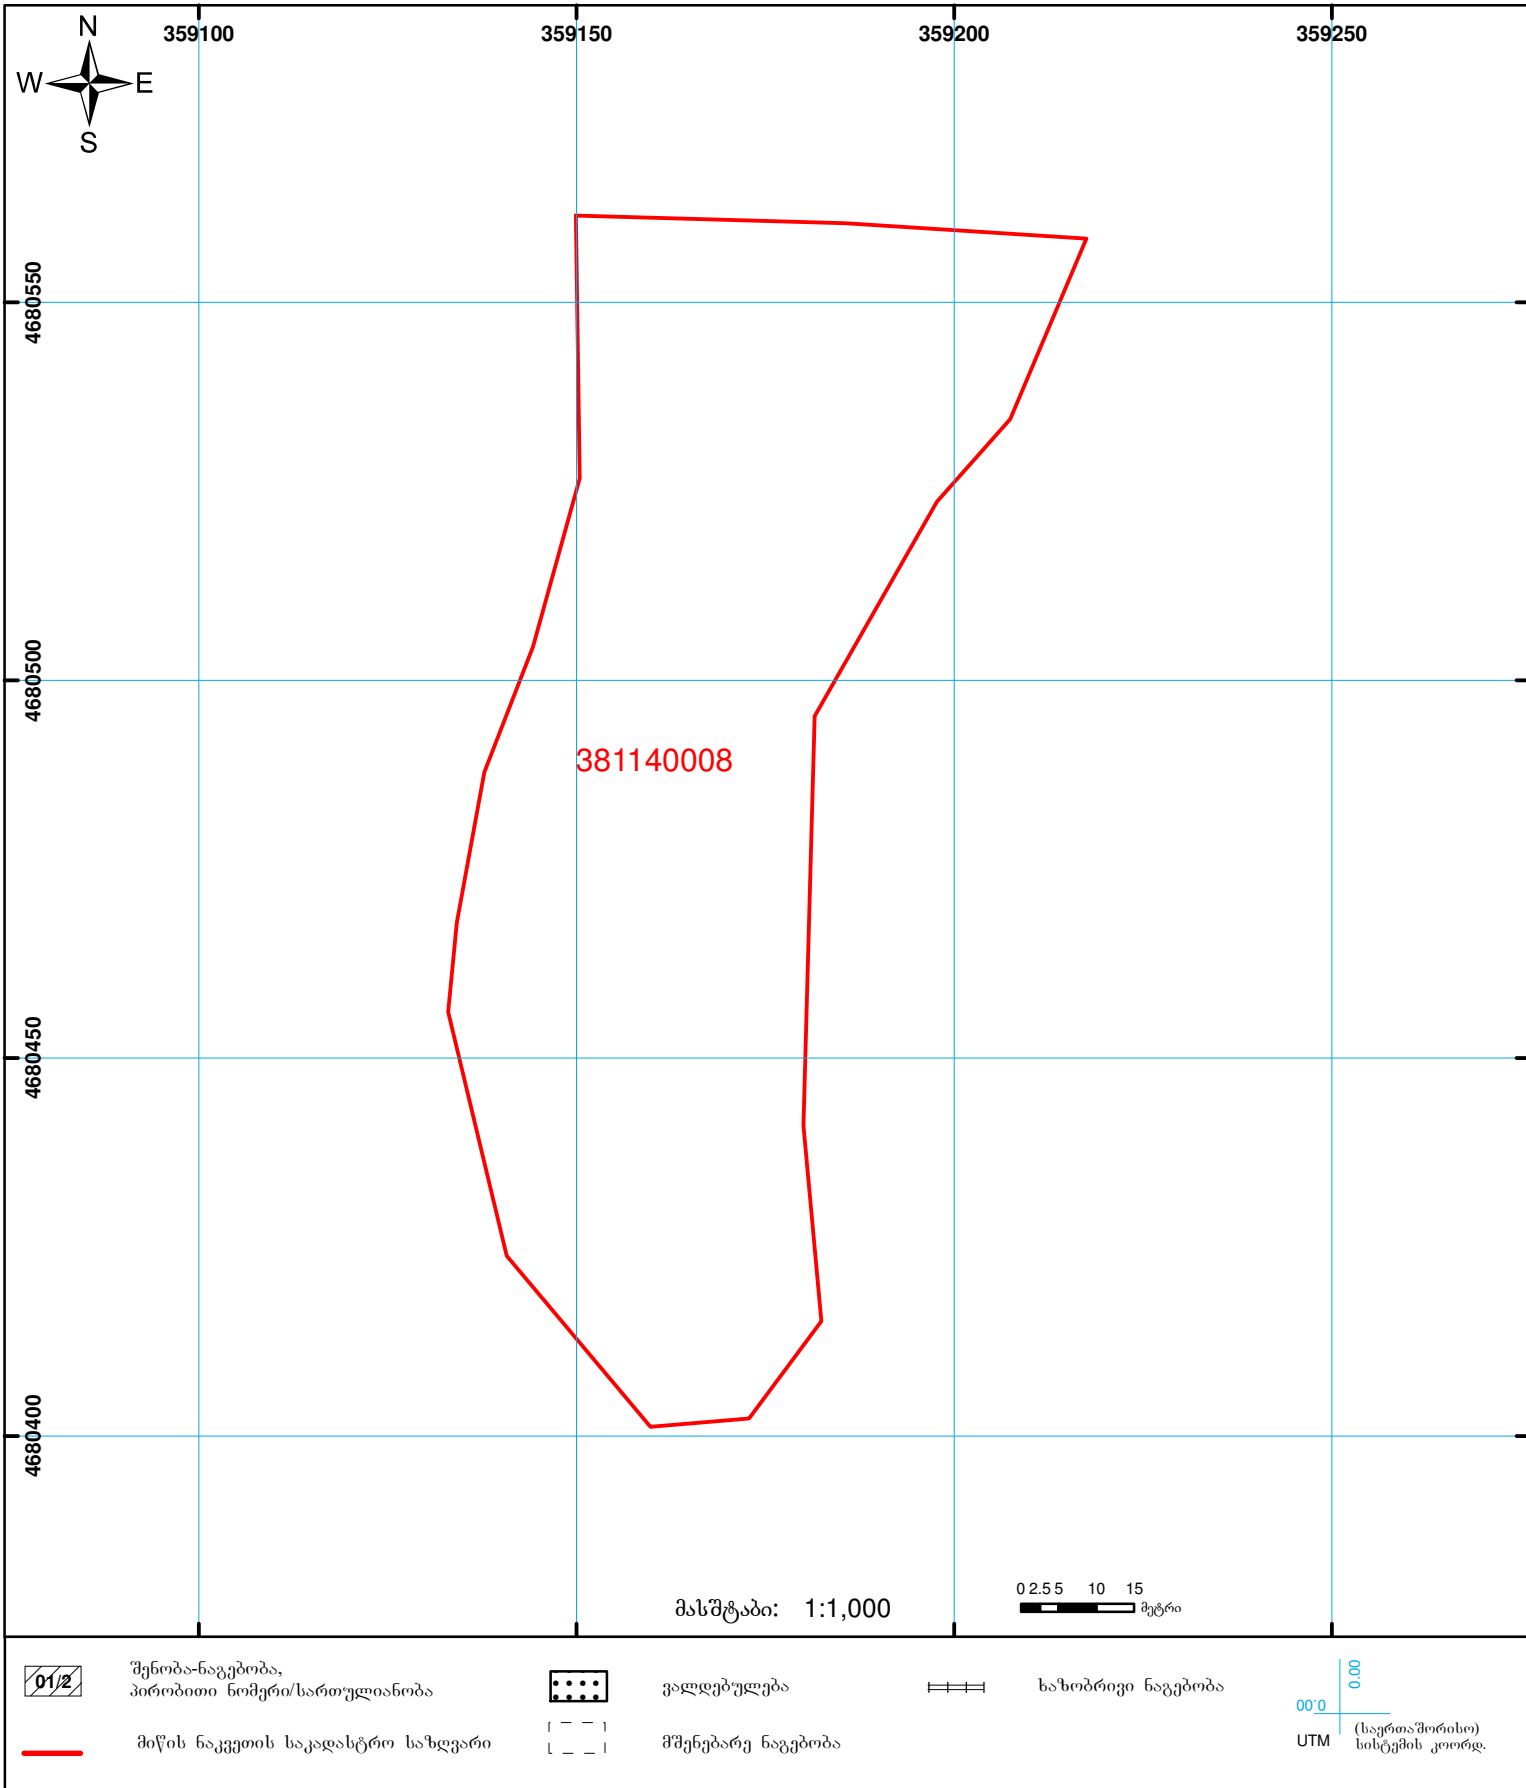 N
W E
S
359100 359150 359200 359250
4680550
4680500
4680450
4680400
381140008
მასშტაბი: 1:1,000
0 2.5 5 10 15
მეტრი
01/2
შენობა-ნაგებობა,
პირობითი ნომერი/სართულიანობა
ვალდებულება
ხაზობრივი ნაგებობა
მიწის ნაკვეთის საკადასტრო საზღვარი
მშენებარე ნაგებობა
00.0
00.0
UTM
(საერთაშორისო)
სისტემის კოორდ.